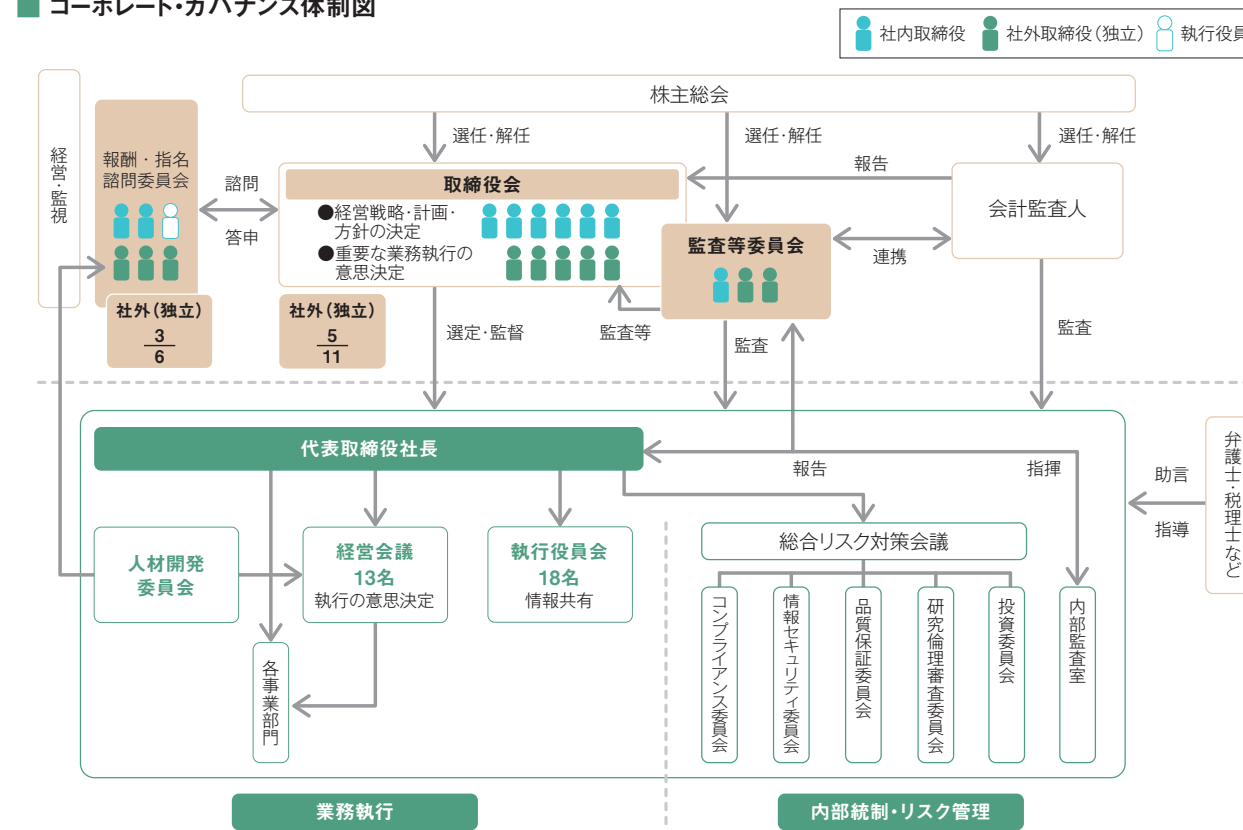 コーポレート・ガバナンス体制図
社内取締役
社外取締役(独立)
執行役員
株主総会
経営・監視
報酬・指名
諮問委員会
社外(独立)
3
6
諮問
答申
選任・解任
選任・解任
選任・解任
取締役会
●経営戦略・計画・
方針の決定
●重要な業務執行の
意思決定
社外(独立)
5
11
報告
会計監査人
監査等委員会
連携
選定・監督
監査等
監査
監査
代表取締役社長
報告
指揮
助言
指導
弁護士・税理士など
人材開発
委員会
経営会議
13名
執行の意思決定
執行役員会
18名
情報共有
各事業部門
総合リスク対策会議
コンプライアンス委員会
情報セキュリティ委員会
品質保証委員会
研究倫理審査委員会
投資委員会
内部監査室
業務執行
内部統制・リスク管理